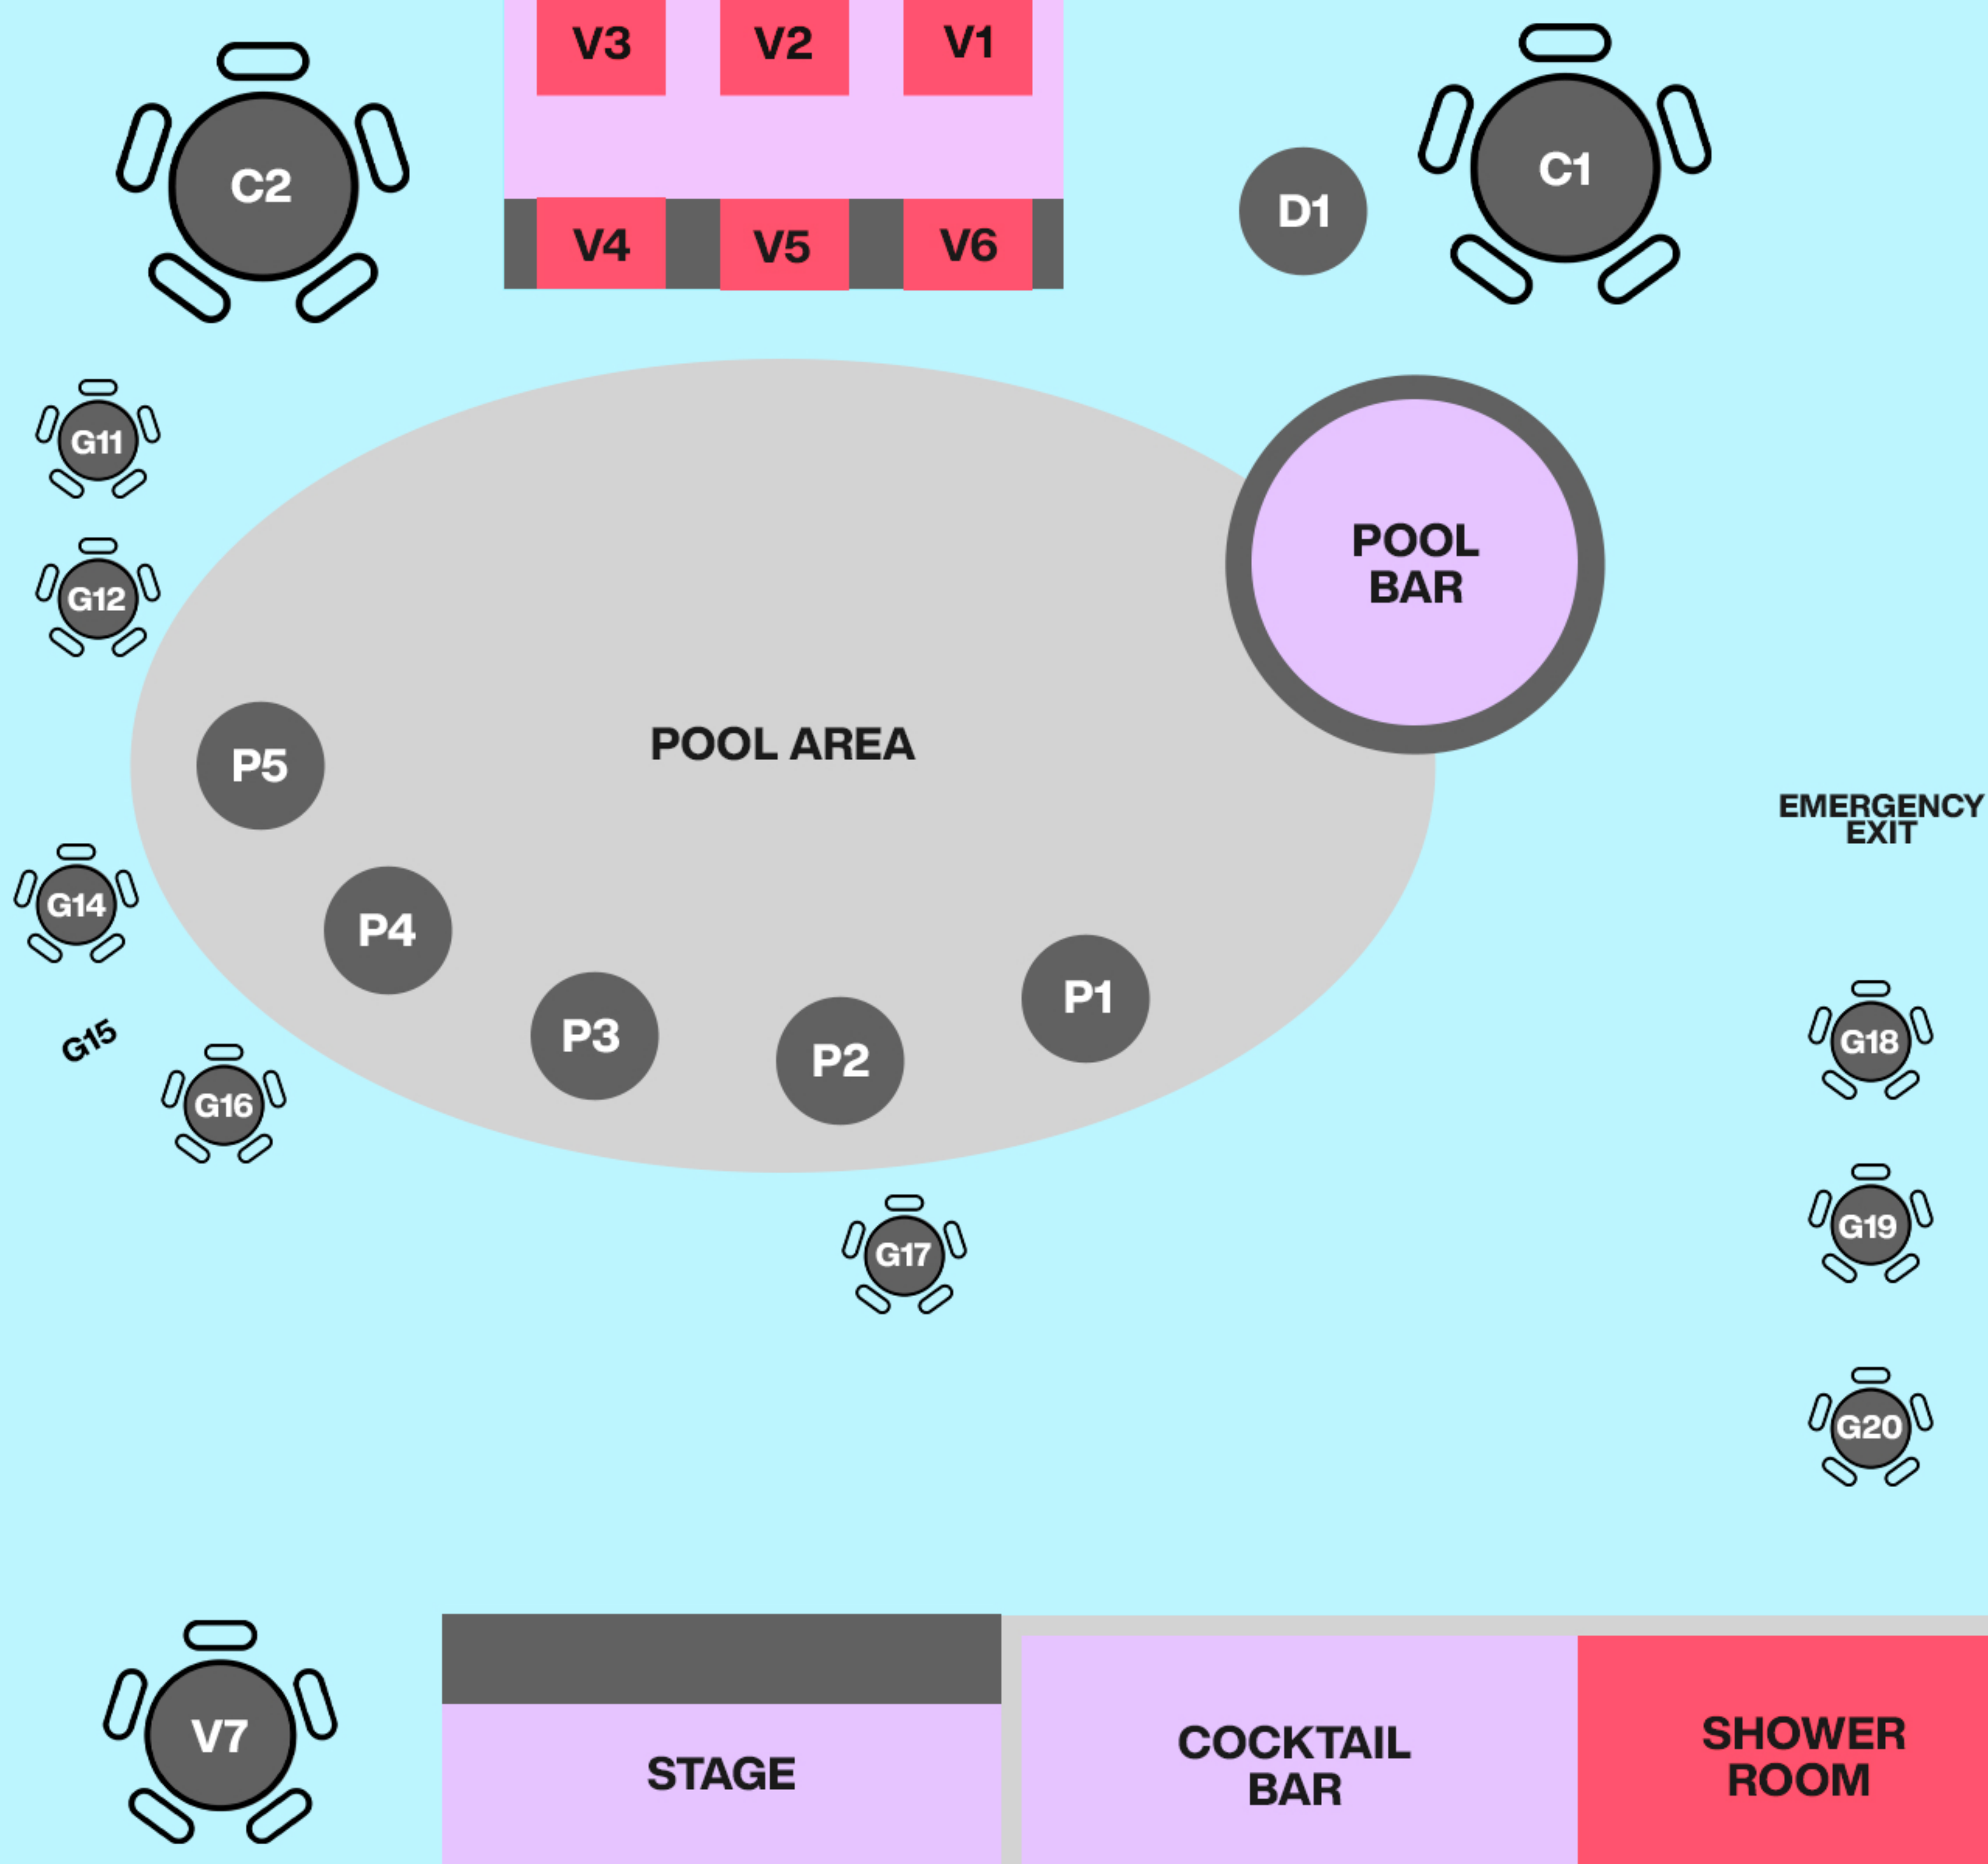 V3
V2
V1
C2
C1
D1
V4
V5
V6
G11
POOL
BAR
G12
POOL AREA
P5
EMERGENCY
EXIT
G14
P4
P1
G15
P3
P2
G18
G16
G19
G17
G20
V7
STAGE
COCKTAIL
BAR
SHOWER
ROOM